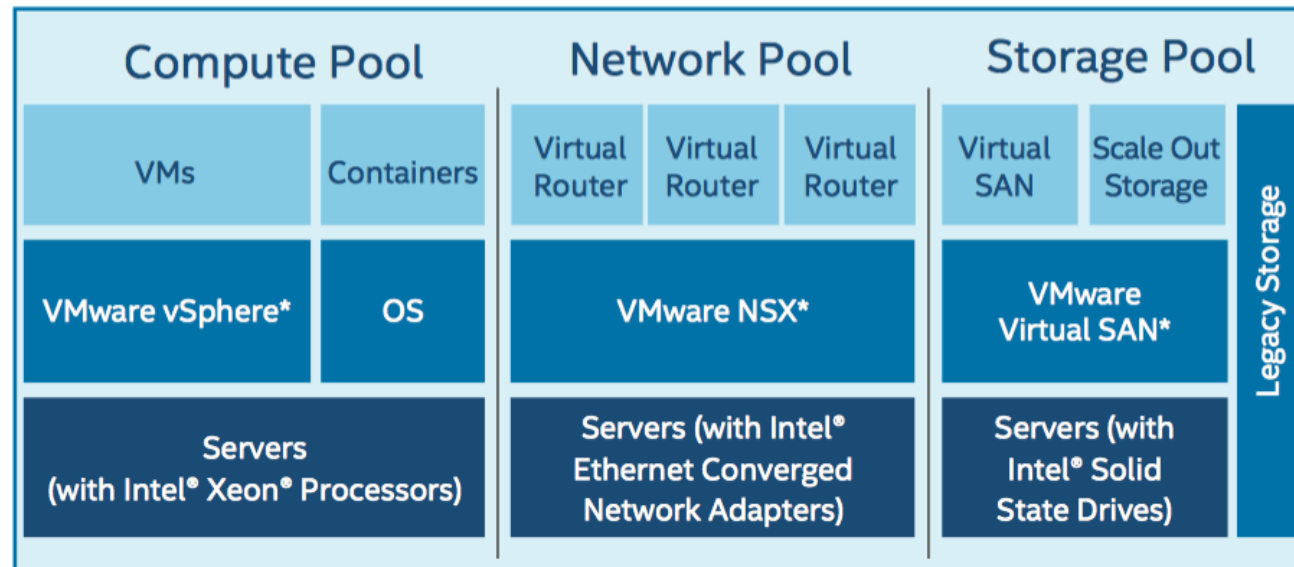 Compute Pool
VMs
Containers
VMware vSphere*
OS
Servers
(with Intel® Xeon® Processors)
Network Pool
Virtual
Router
Virtual
Router
Virtual
Router
VMware NSX*
Servers (with Intel®
Ethernet Converged
Network Adapters)
Storage Pool
Virtual
SAN
Scale Out
Storage
VMware
Virtual SAN*
Servers (with
Intel® Solid
State Drives)
Legacy Storage